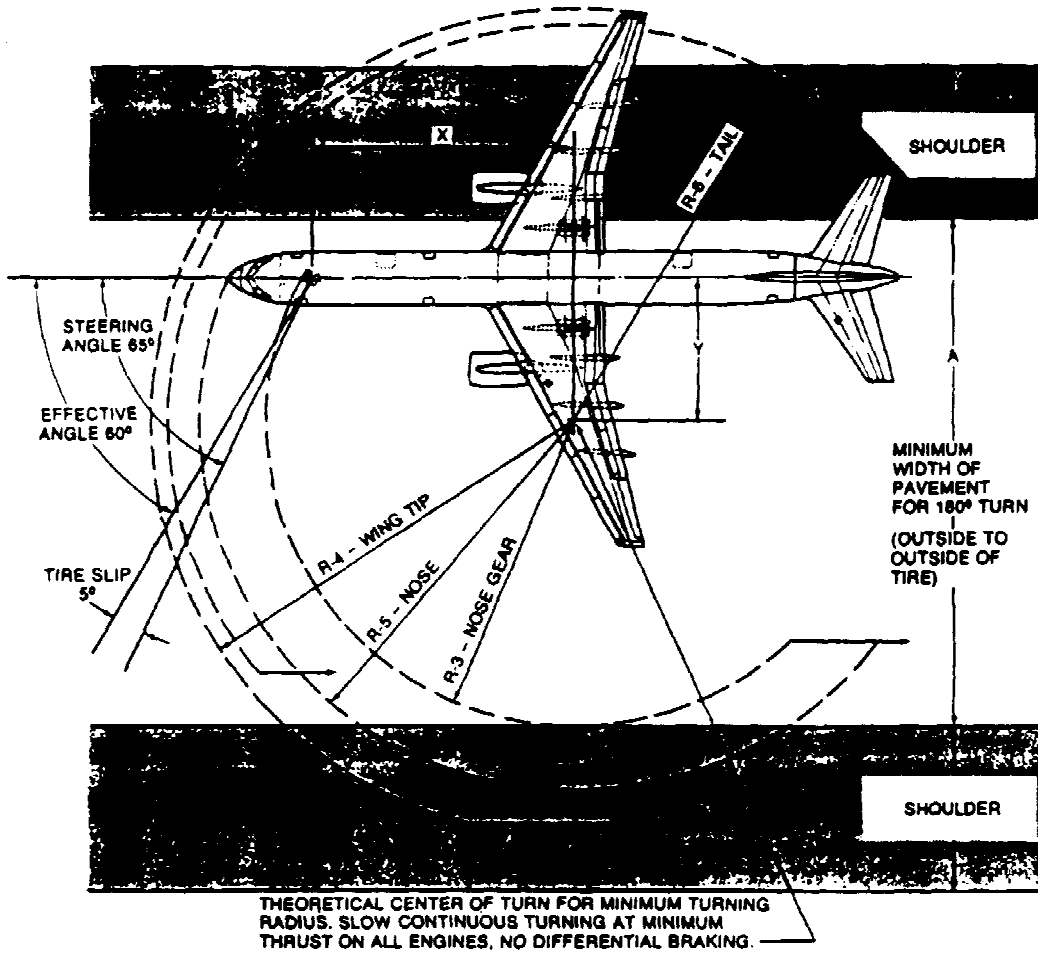 SHOULDER
X
R-6 - TAIL
STEERING
ANGLE 65°
EFFECTIVE
ANGLE 60°
Y
A
MINIMUM
WIDTH OF
PAVEMENT
FOR 180° TURN
(OUTSIDE TO
OUTSIDE OF
TIRE)
TIRE SLIP
5°
R-4 - WING TIP
R-5 - NOSE
R-3 - NOSE GEAR
SHOULDER
THEORETICAL CENTER OF TURN FOR MINIMUM TURNING
RADIUS. SLOW CONTINUOUS TURNING AT MINIMUM
THRUST ON ALL ENGINES, NO DIFFERENTIAL BRAKING.